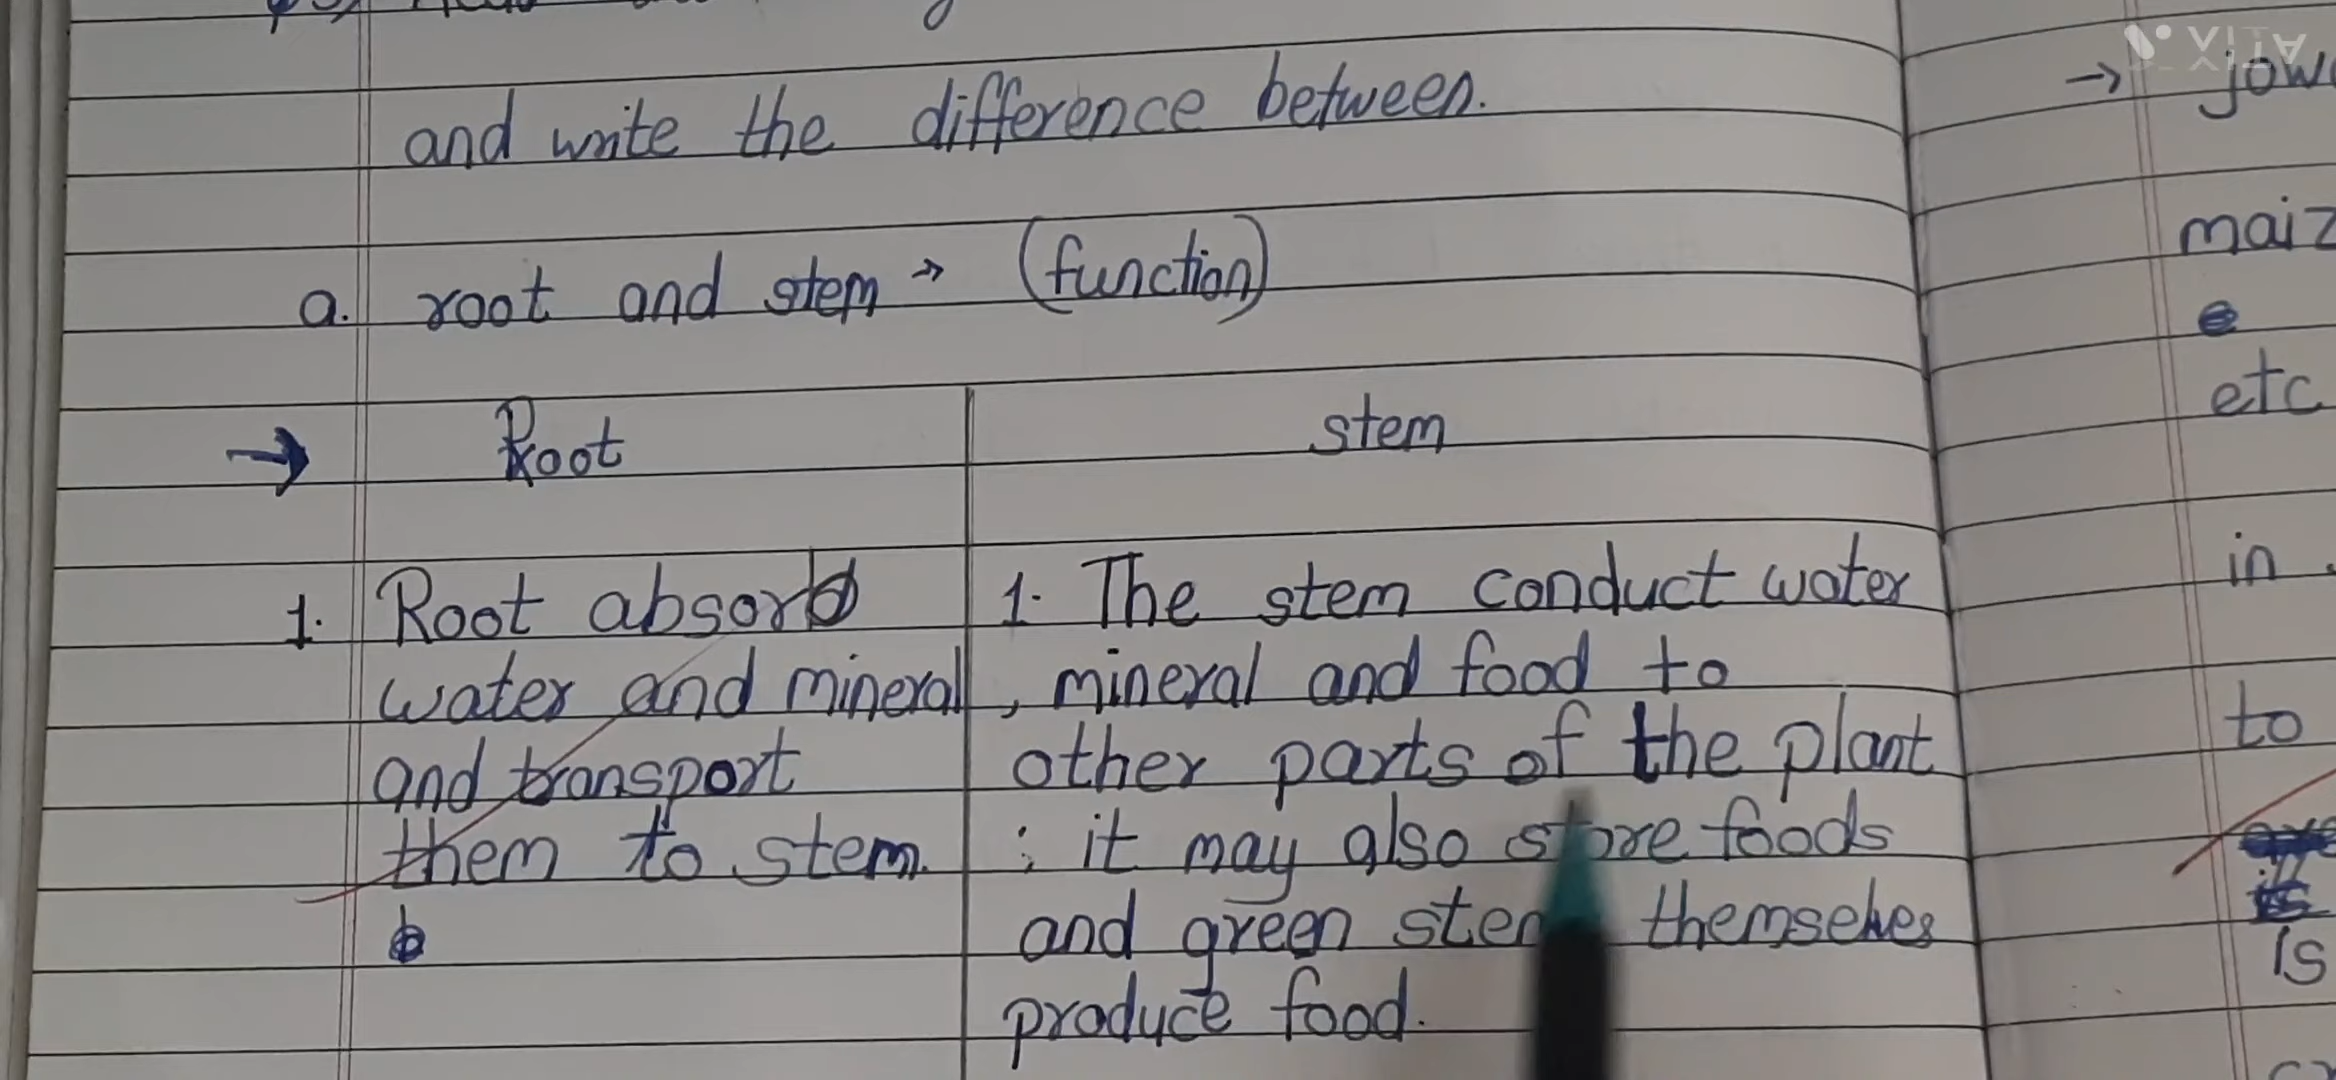 and write the difference between.
a. root and stem → (function)
→ Root
stem
1. Root absorb
water and mineral
and transport
them to stem.
1. The stem conduct water
, mineral and food to
other parts of the plant
; it may also store foods
and green stem themselves
produce food.
→ jow
maiz
etc
in
to
is
VITA